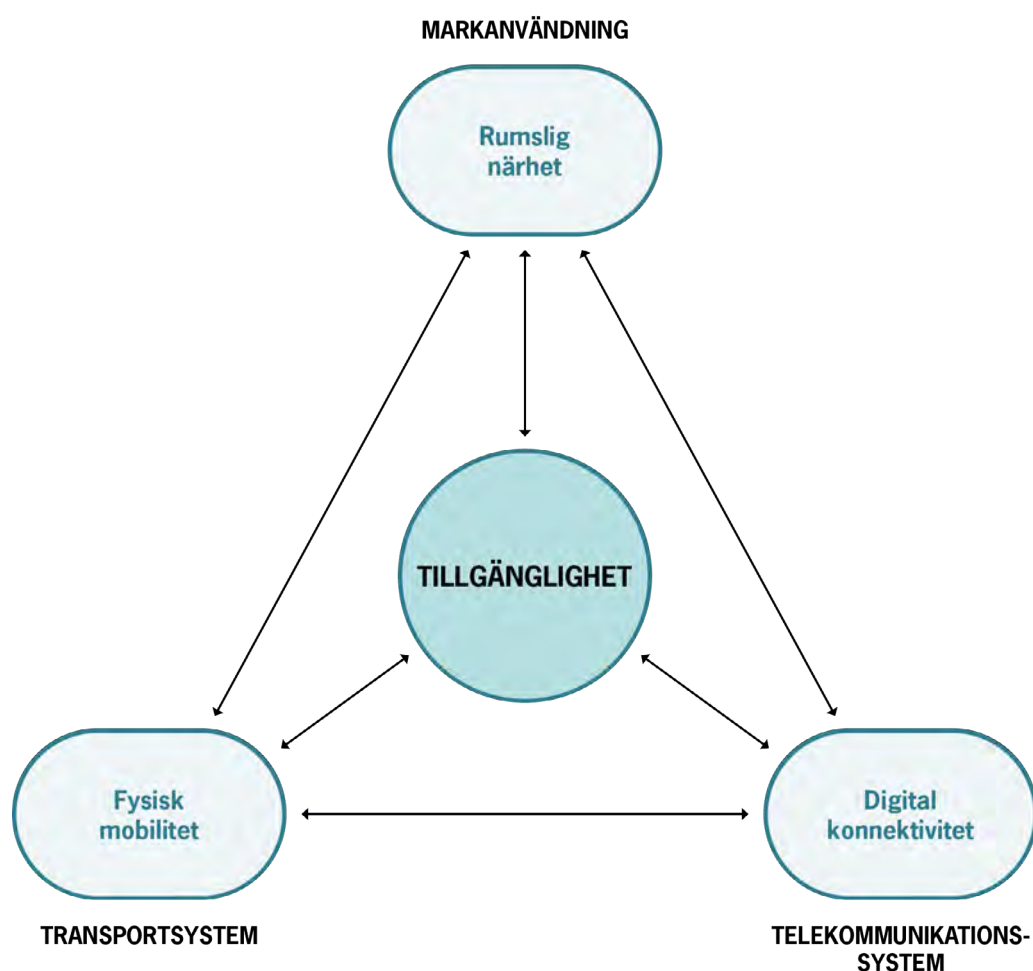 MARKANVÄNDNING
Rumslig
närhet
TILLGÄNGLIGHET
Fysisk
mobilitet
Digital
konnektivitet
TRANSPORTSYSTEM
TELEKOMMUNIKATIONS-
SYSTEM